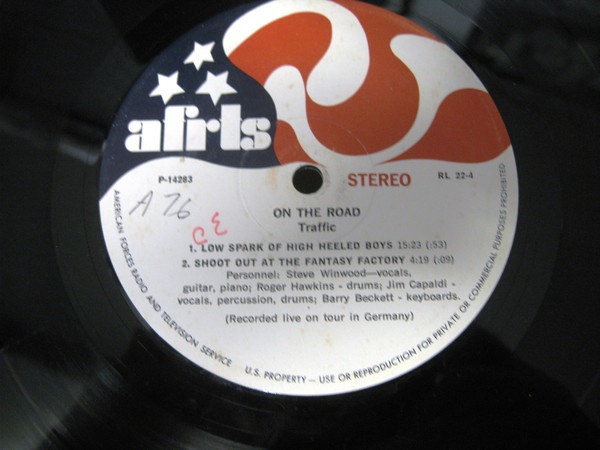 afrts
P-14283
STEREO
RL 22-4
A 76
ON THE ROAD
Traffic
1. LOW SPARK OF HIGH HEELED BOYS 15:23 (:53)
2. SHOOT OUT AT THE FANTASY FACTORY 4:19 (:09)
Personnel: Steve Winwood—vocals,
guitar, piano; Roger Hawkins - drums; Jim Capaldi -
vocals, percussion, drums; Barry Beckett - keyboards.
(Recorded live on tour in Germany)
AMERICAN FORCES RADIO AND TELEVISION SERVICE
U.S. PROPERTY — USE OR REPRODUCTION FOR PRIVATE OR COMMERCIAL PURPOSES PROHIBITED